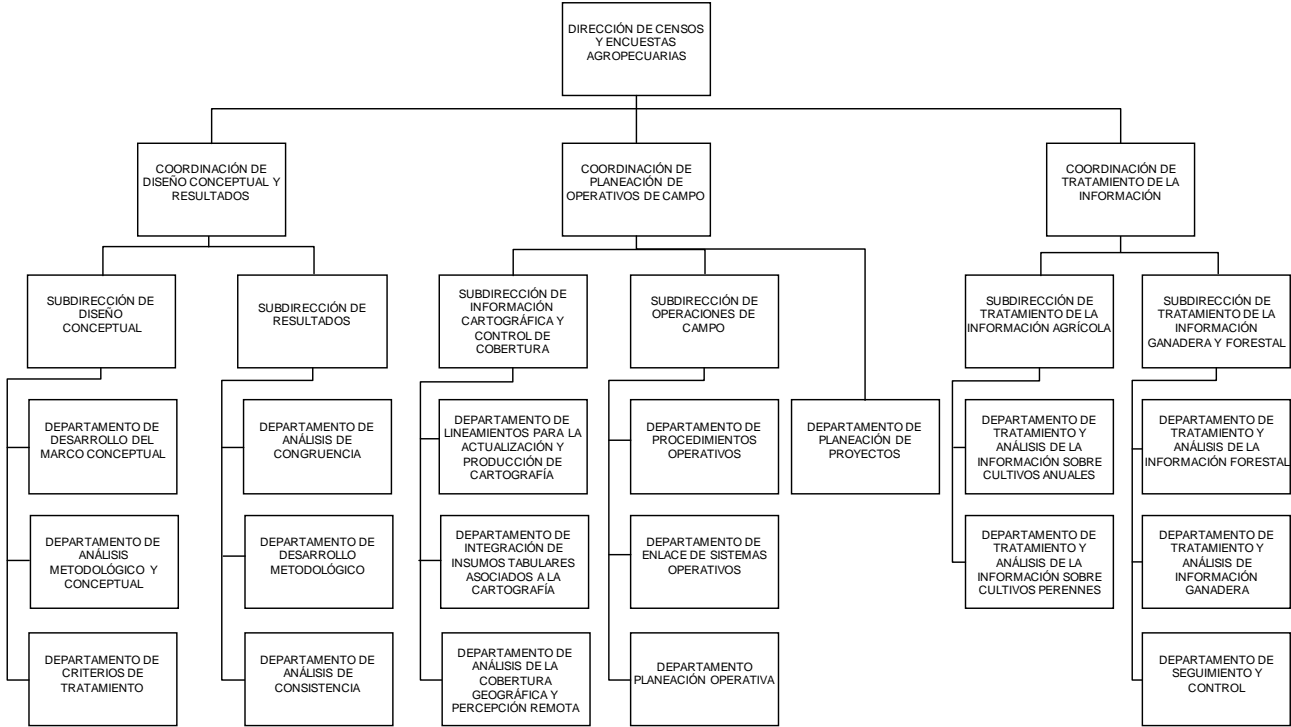 DIRECCIÓN DE CENSOS
Y ENCUESTAS
AGROPECUARIAS
COORDINACIÓN DE
DISEÑO CONCEPTUAL Y
RESULTADOS
COORDINACIÓN DE
PLANEACIÓN DE
OPERATIVOS DE CAMPO
COORDINACIÓN DE
TRATAMIENTO DE LA
INFORMACIÓN
SUBDIRECCIÓN DE
DISEÑO
CONCEPTUAL
SUBDIRECCIÓN DE
RESULTADOS
SUBDIRECCIÓN DE
INFORMACIÓN
CARTOGRÁFICA Y
CONTROL DE
COBERTURA
SUBDIRECCIÓN DE
OPERACIONES DE
CAMPO
SUBDIRECCIÓN DE
TRATAMIENTO DE LA
INFORMACIÓN AGRÍCOLA
SUBDIRECCIÓN DE
TRATAMIENTO DE LA
INFORMACIÓN
GANADERA Y FORESTAL
DEPARTAMENTO DE
DESARROLLO DEL
MARCO CONCEPTUAL
DEPARTAMENTO DE
ANÁLISIS DE
CONGRUENCIA
DEPARTAMENTO DE
LINEAMIENTOS PARA LA
ACTUALIZACIÓN Y
PRODUCCIÓN DE
CARTOGRAFÍA
DEPARTAMENTO DE
PROCEDIMIENTOS
OPERATIVOS
DEPARTAMENTO DE
PLANEACIÓN DE
PROYECTOS
DEPARTAMENTO DE
TRATAMIENTO Y
ANÁLISIS DE LA
INFORMACIÓN SOBRE
CULTIVOS ANUALES
DEPARTAMENTO DE
TRATAMIENTO Y
ANÁLISIS DE LA
INFORMACIÓN FORESTAL
DEPARTAMENTO DE
ANÁLISIS
METODOLÓGICO Y
CONCEPTUAL
DEPARTAMENTO DE
DESARROLLO
METODOLÓGICO
DEPARTAMENTO DE
INTEGRACIÓN DE
INSUMOS TABULARES
ASOCIADOS A LA
CARTOGRAFÍA
DEPARTAMENTO DE
ENLACE DE SISTEMAS
OPERATIVOS
DEPARTAMENTO DE
TRATAMIENTO Y
ANÁLISIS DE LA
INFORMACIÓN SOBRE
CULTIVOS PERENNES
DEPARTAMENTO DE
TRATAMIENTO Y
ANÁLISIS DE
INFORMACIÓN
GANADERA
DEPARTAMENTO DE
CRITERIOS DE
TRATAMIENTO
DEPARTAMENTO DE
ANÁLISIS DE
CONSISTENCIA
DEPARTAMENTO DE
ANÁLISIS DE LA
COBERTURA
GEOGRÁFICA Y
PERCEPCIÓN REMOTA
DEPARTAMENTO
PLANEACIÓN OPERATIVA
DEPARTAMENTO DE
SEGUIMIENTO Y
CONTROL